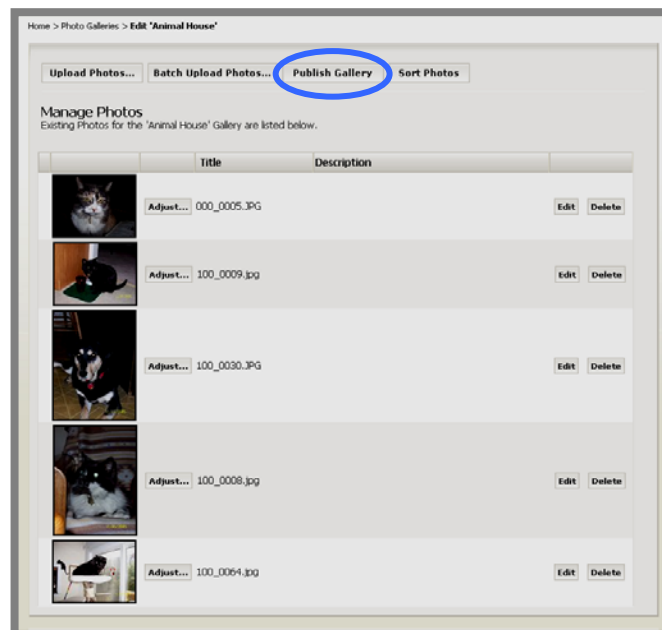 Home > Photo Galleries > Edit 'Animal House'
Upload Photos... Batch Upload Photos... Publish Gallery Sort Photos
Manage Photos
Existing Photos for the 'Animal House' Gallery are listed below.
Title Description
Adjust... 000_0005.JPG Edit Delete
Adjust... 100_0009.jpg Edit Delete
Adjust... 100_0030.JPG Edit Delete
Adjust... 100_0008.jpg Edit Delete
Adjust... 100_0064.jpg Edit Delete